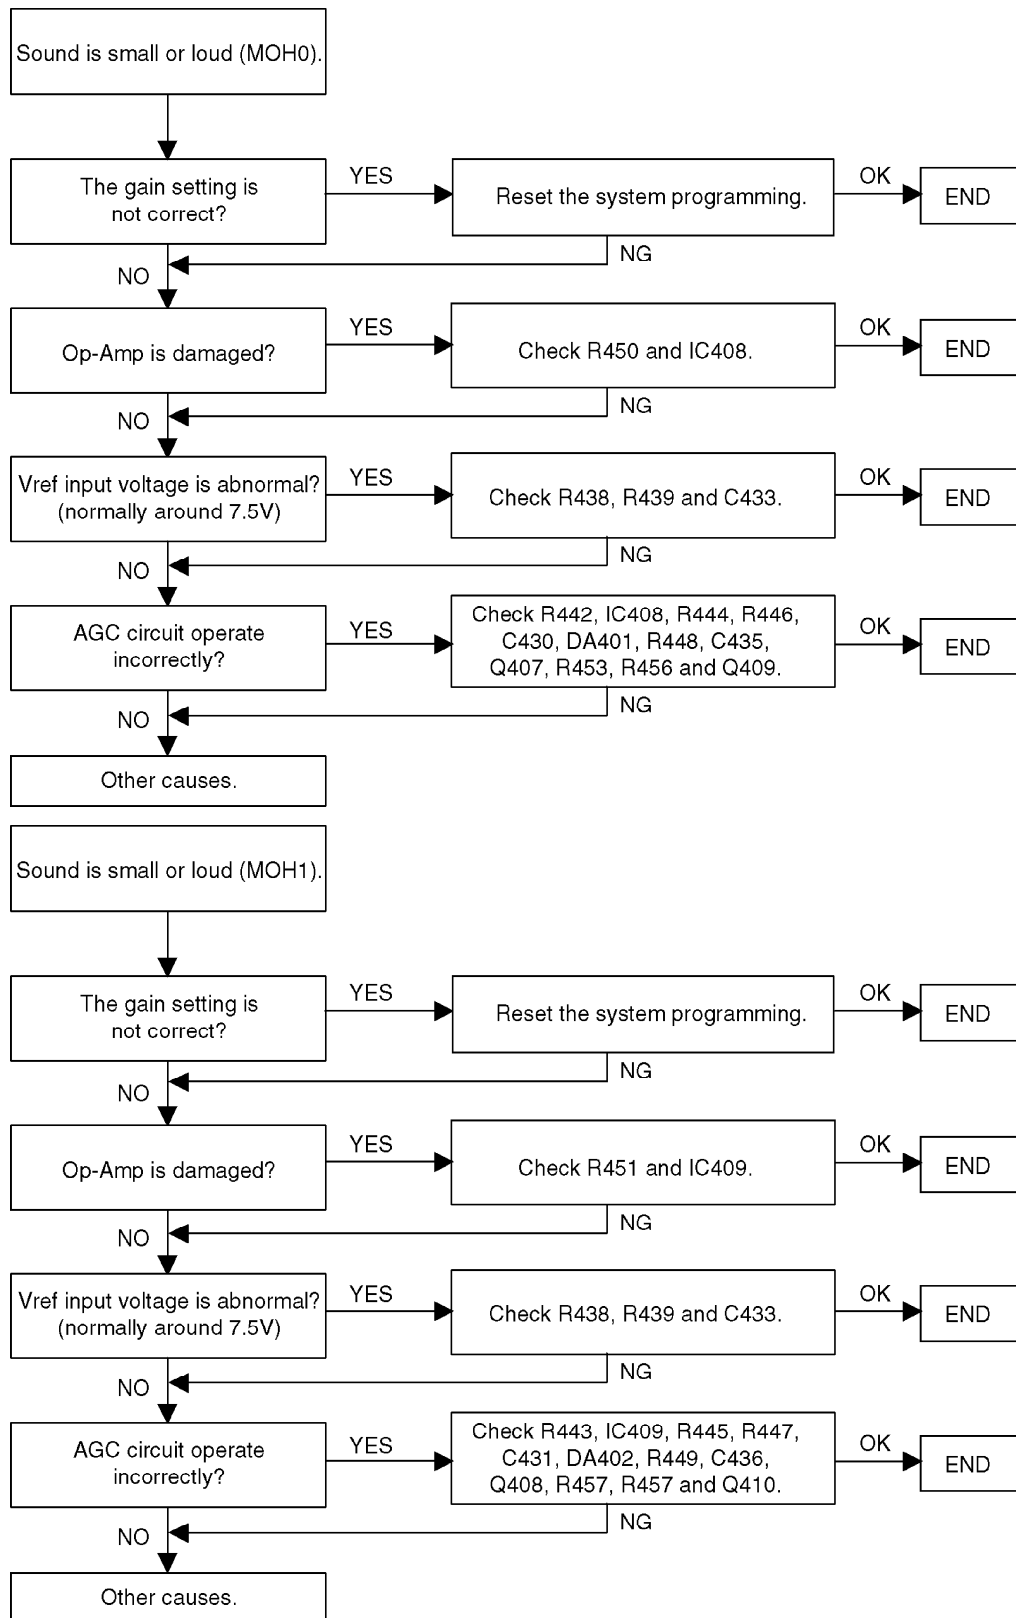 Sound is small or loud (MOH0).
The gain setting is
not correct?
YES
Reset the system programming.
OK
END
NG
NO
Op-Amp is damaged?
YES
Check R450 and IC408.
OK
END
NG
NO
Vref input voltage is abnormal?
(normally around 7.5V)
YES
Check R438, R439 and C433.
OK
END
NG
NO
AGC circuit operate
incorrectly?
YES
Check R442, IC408, R444, R446,
C430, DA401, R448, C435,
Q407, R453, R456 and Q409.
OK
END
NG
NO
Other causes.
Sound is small or loud (MOH1).
The gain setting is
not correct?
YES
Reset the system programming.
OK
END
NG
NO
Op-Amp is damaged?
YES
Check R451 and IC409.
OK
END
NG
NO
Vref input voltage is abnormal?
(normally around 7.5V)
YES
Check R438, R439 and C433.
OK
END
NG
NO
AGC circuit operate
incorrectly?
YES
Check R443, IC409, R445, R447,
C431, DA402, R449, C436,
Q408, R457, R457 and Q410.
OK
END
NG
NO
Other causes.